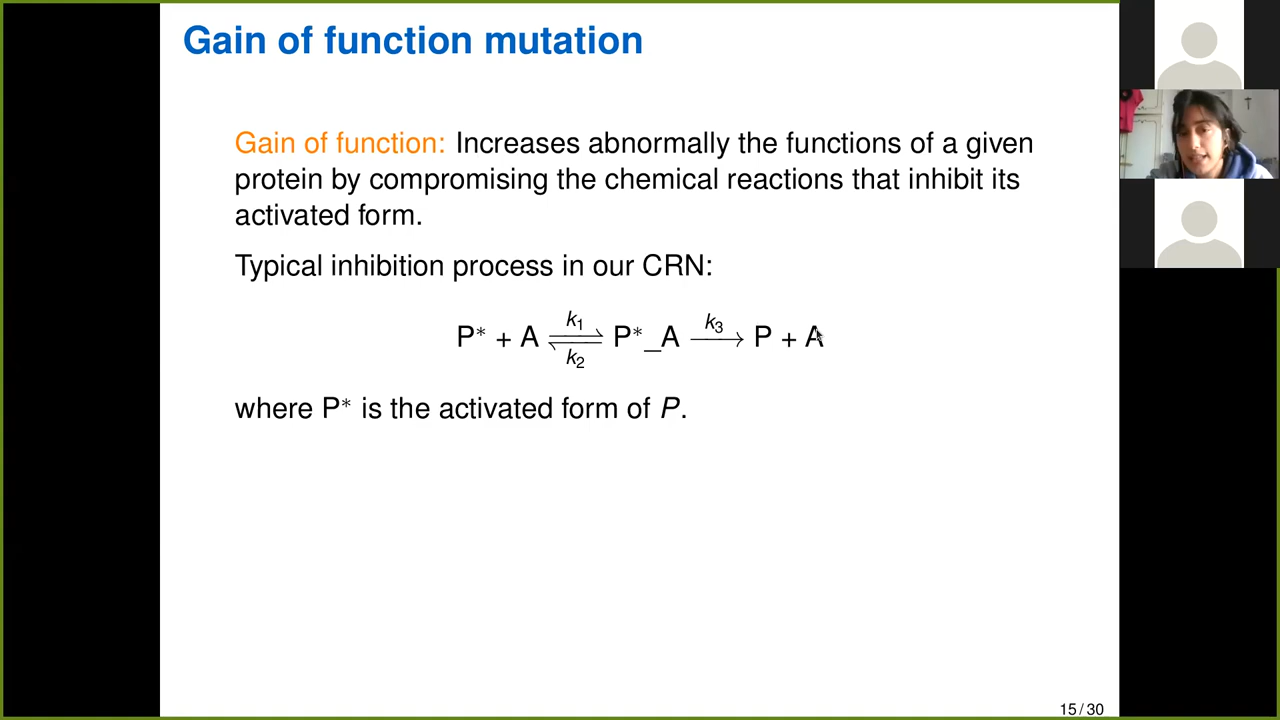 Gain of function mutation
Gain of function: Increases abnormally the functions of a given
protein by compromising the chemical reactions that inhibit its
activated form.
Typical inhibition process in our CRN:
P* + A ⇌ P*_A → P + A
k1
k2
k3
where P* is the activated form of P.
15 / 30